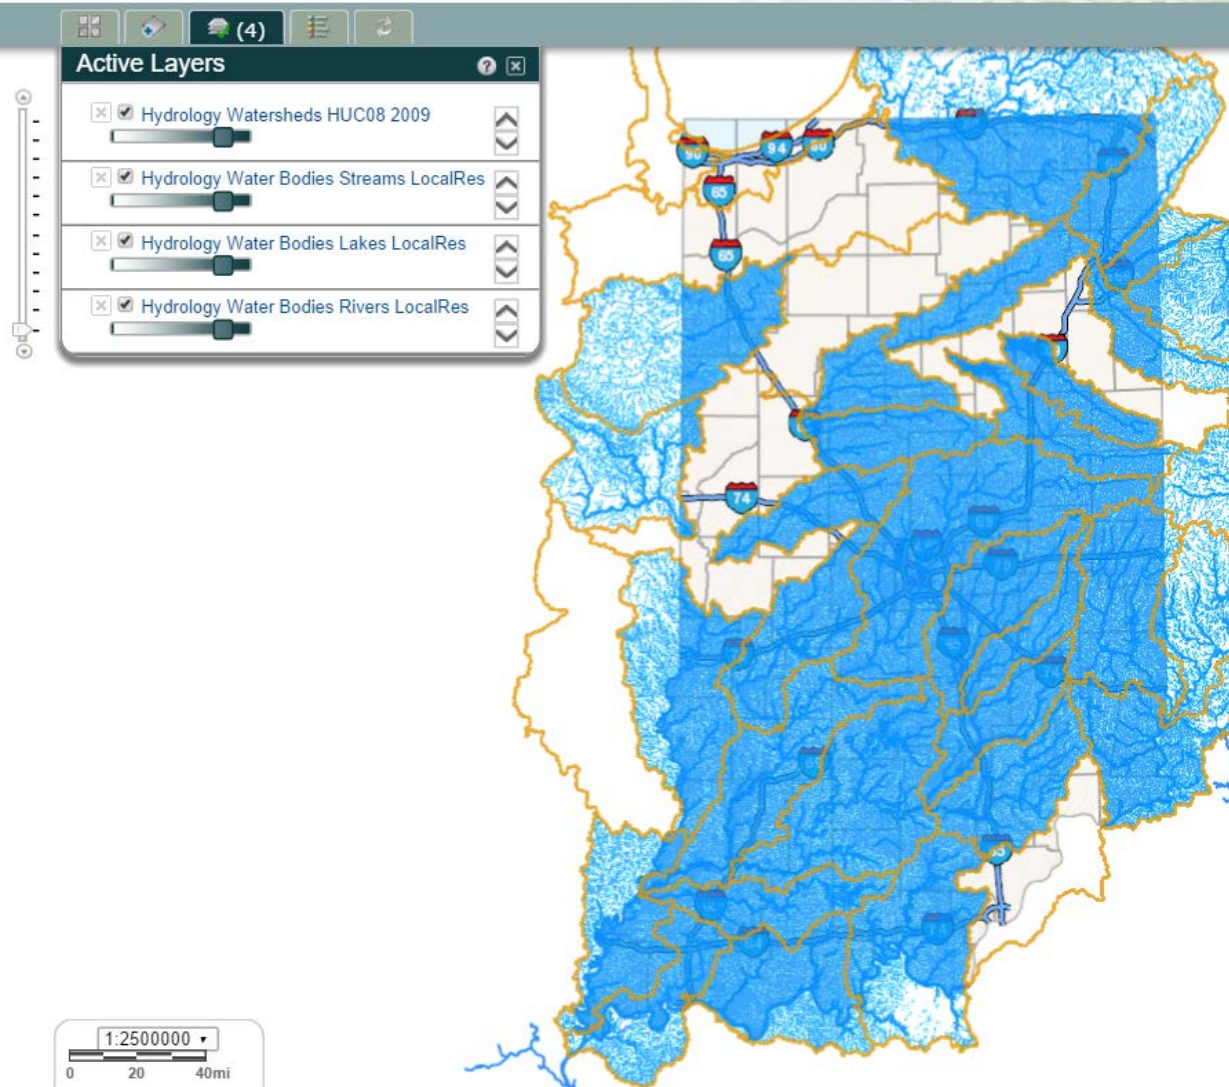 (4)
Active Layers
Hydrology Watersheds HUC08 2009
Hydrology Water Bodies Streams LocalRes
Hydrology Water Bodies Lakes LocalRes
Hydrology Water Bodies Rivers LocalRes
90
94
80
65
65
74
1:2500000
0 20 40mi